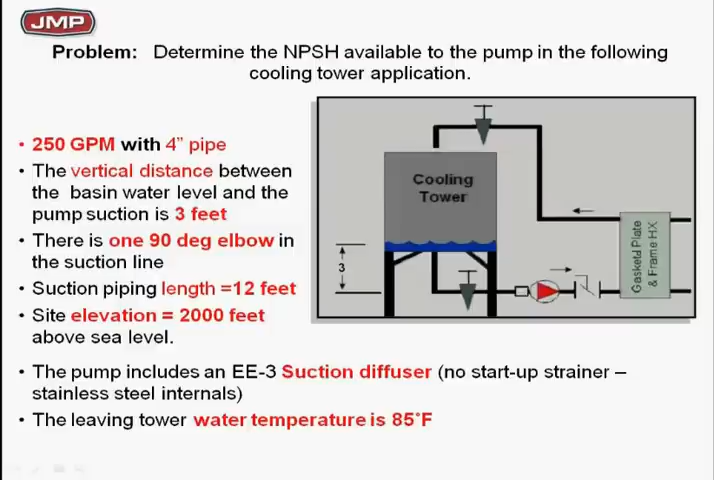 JMP
Problem: Determine the NPSH available to the pump in the following
cooling tower application.
• 250 GPM with 4" pipe
• The vertical distance between
the basin water level and the
pump suction is 3 feet
• There is one 90 deg elbow in
the suction line
• Suction piping length =12 feet
• Site elevation = 2000 feet
above sea level.
Cooling
Tower
3
Gasketd Plate
& Frame HX
• The pump includes an EE-3 Suction diffuser (no start-up strainer –
stainless steel internals)
• The leaving tower water temperature is 85°F